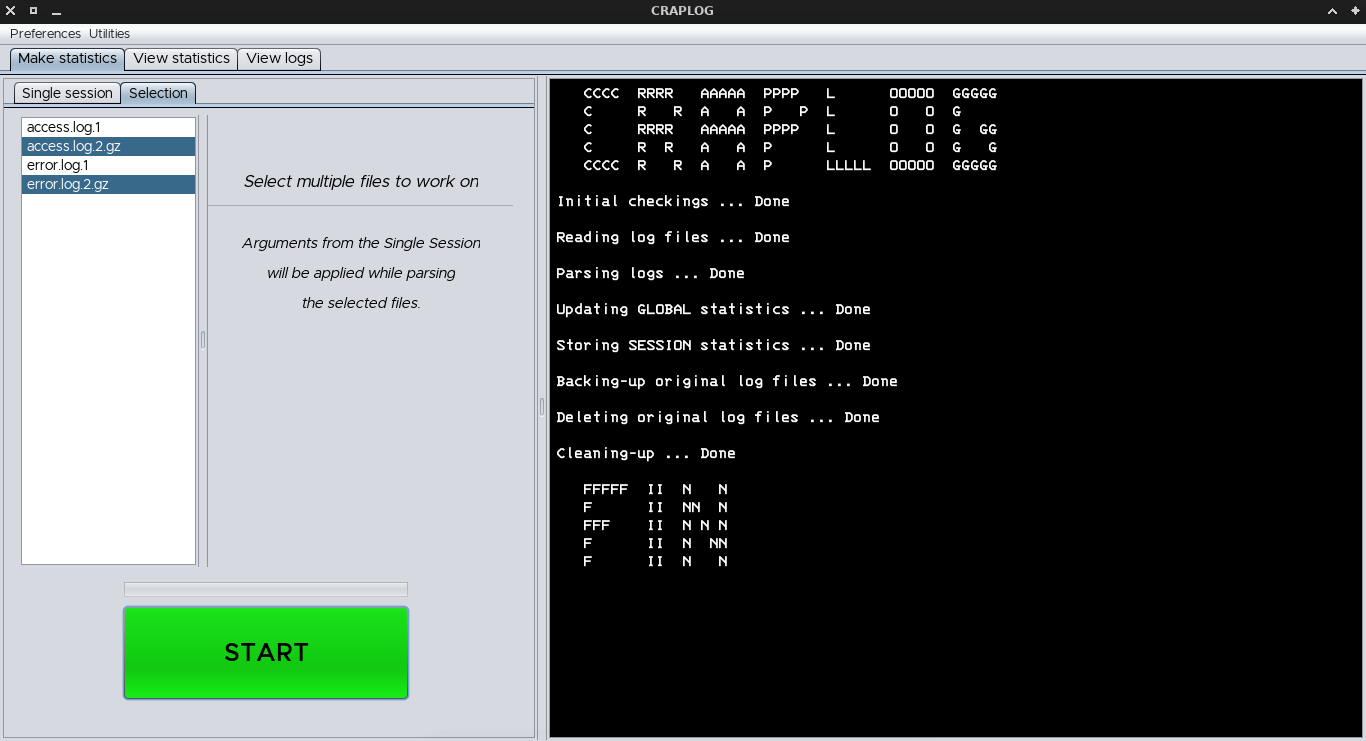 CRAPLOG
Preferences Utilities
Make statistics View statistics View logs
Single session Selection
access.log.1
access.log.2.gz
error.log.1
error.log.2.gz
Select multiple files to work on
Arguments from the Single Session
will be applied while parsing
the selected files.
START
CCCC  RRRR   AAAAA  PPPP   L      OOOOO  GGGGG
C     R   R  A   A  P   P  L      O   O  G
C     RRRR   AAAAA  PPPP   L      O   O  G  GG
C     R  R   A   A  P      L      O   O  G   G
CCCC  R   R  A   A  P      LLLLL  OOOOO  GGGGG
Initial checkings ... Done
Reading log files ... Done
Parsing logs ... Done
Updating GLOBAL statistics ... Done
Storing SESSION statistics ... Done
Backing-up original log files ... Done
Deleting original log files ... Done
Cleaning-up ... Done
FFFFF  II  N   N
F      II  NN  N
FFF    II  N N N
F      II  N  NN
F      II  N   N